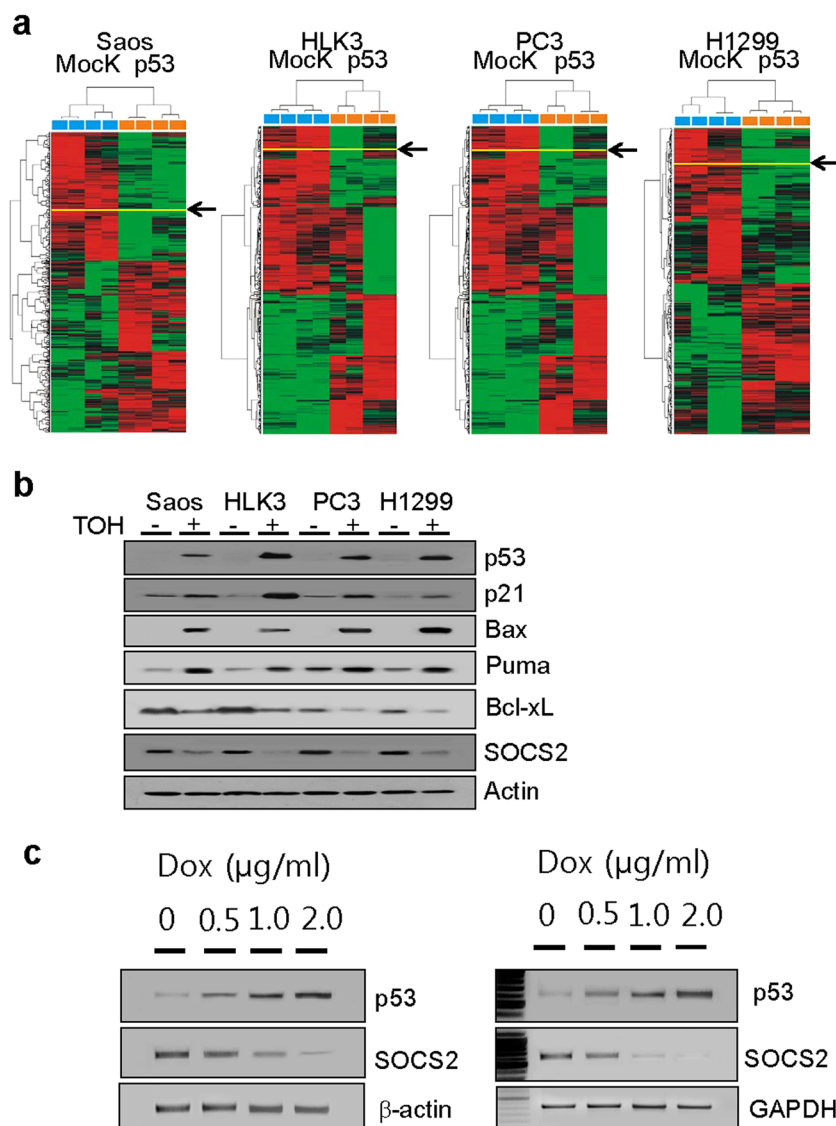 a
Saos HLK3 PC3 H1299
MocK p53 MocK p53 MocK p53 MocK p53
b
Saos HLK3 PC3 H1299
TOH - + - + - + - +
p53
p21
Bax
Puma
Bcl-xL
SOCS2
Actin
c
Dox (μg/ml)
0 0.5 1.0 2.0
p53
SOCS2
β-actin
Dox (μg/ml)
0 0.5 1.0 2.0
p53
SOCS2
GAPDH